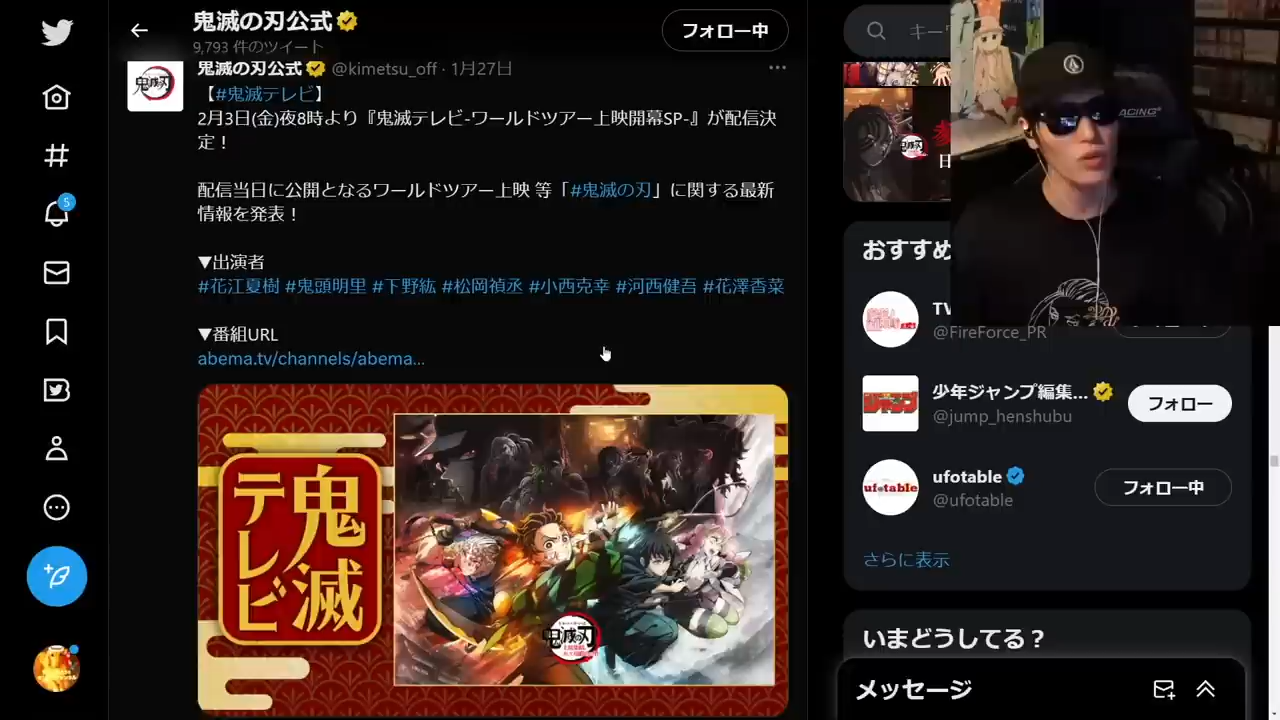 鬼滅の刃公式
9,793 件のツイート
フォロー中
鬼滅の刃公式 @kimetsu_off · 1月27日
【#鬼滅テレビ】
2月3日(金)夜8時より『鬼滅テレビ-ワールドツアー上映開幕SP-』が配信決
定！
配信当日に公開となるワールドツアー上映 等「#鬼滅の刃」に関する最新
情報を発表！
▼出演者
#花江夏樹 #鬼頭明里 #下野紘 #松岡禎丞 #小西克幸 #河西健吾 #花澤香菜
▼番組URL
abema.tv/channels/abema…
鬼滅
テレビ
鬼滅の刃
5
キー
RACING
おすすめ
TV
@FireForce_PR
少年ジャンプ編集...
@jump_henshubu
フォロー
ufotable
ufotable
@ufotable
フォロー中
さらに表示
いまどうしてる？
メッセージ